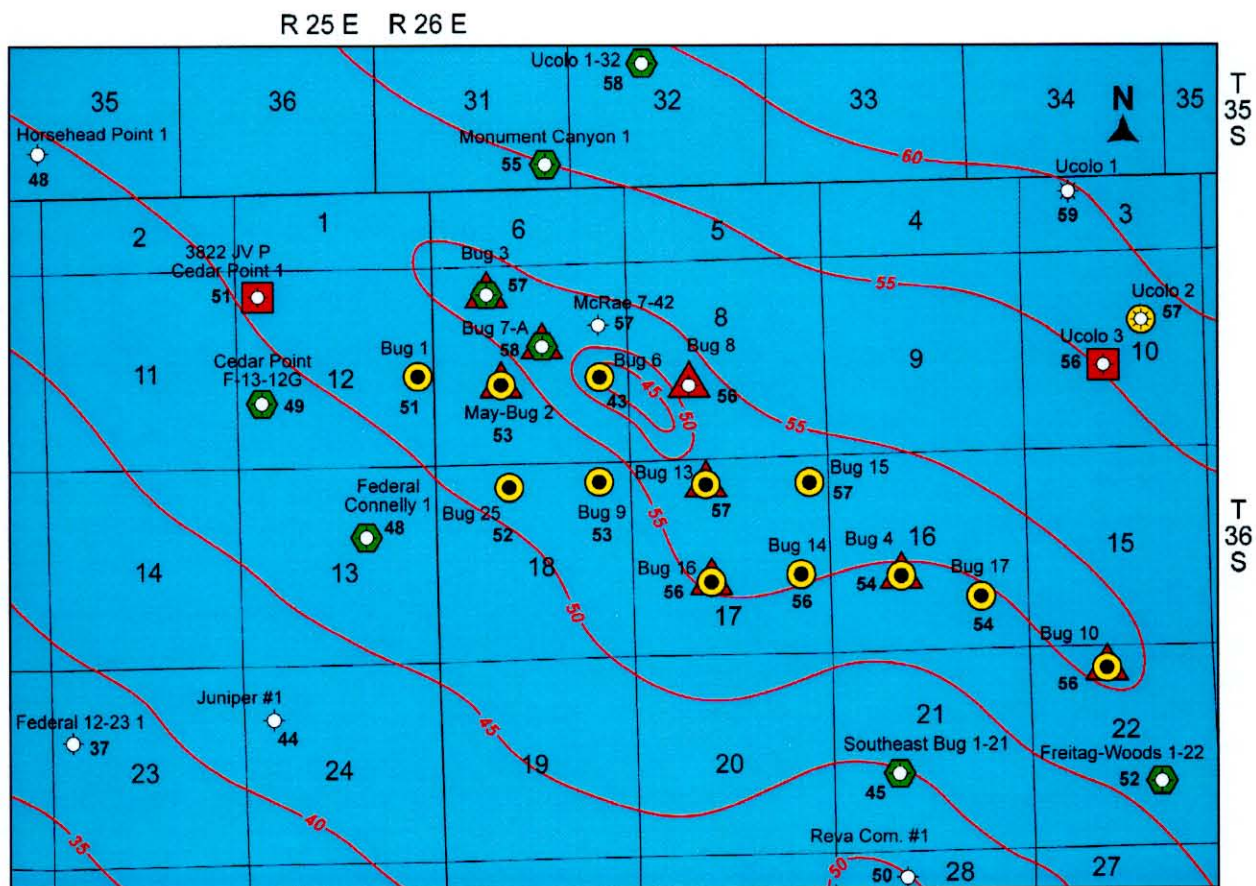 R 25 E R 26 E
Ucolo 1-32
58
35
36
31
32
33
34
N
35
T
35
S
Horsehead Point 1
48
Monument Canyon 1
55
60
Ucolo 1
59
2
1
6
5
4
3
3822 JV P
Cedar Point 1
51
Bug 3
57
McRae 7-42
57
8
55
Ucolo 2
57
10
Bug 7-A
58
Ucolo 3
56
11
Cedar Point
F-13-12G
49
12
Bug 1
51
May-Bug 2
53
Bug 6
43
45
50
Bug 8
56
9
55
Federal
Connelly 1
48
Bug 25
52
Bug 9
53
Bug 13
57
55
Bug 15
57
T
36
S
14
13
18
Bug 16
56
17
Bug 14
56
Bug 4
54
16
Bug 17
54
15
50
Bug 10
56
Juniper #1
44
Federal 12-23 1
37
23
24
45
19
20
21
Southeast Bug 1-21
45
22
Freitag-Woods 1-22
52
35
40
Reva Com. #1
50
50
28
27